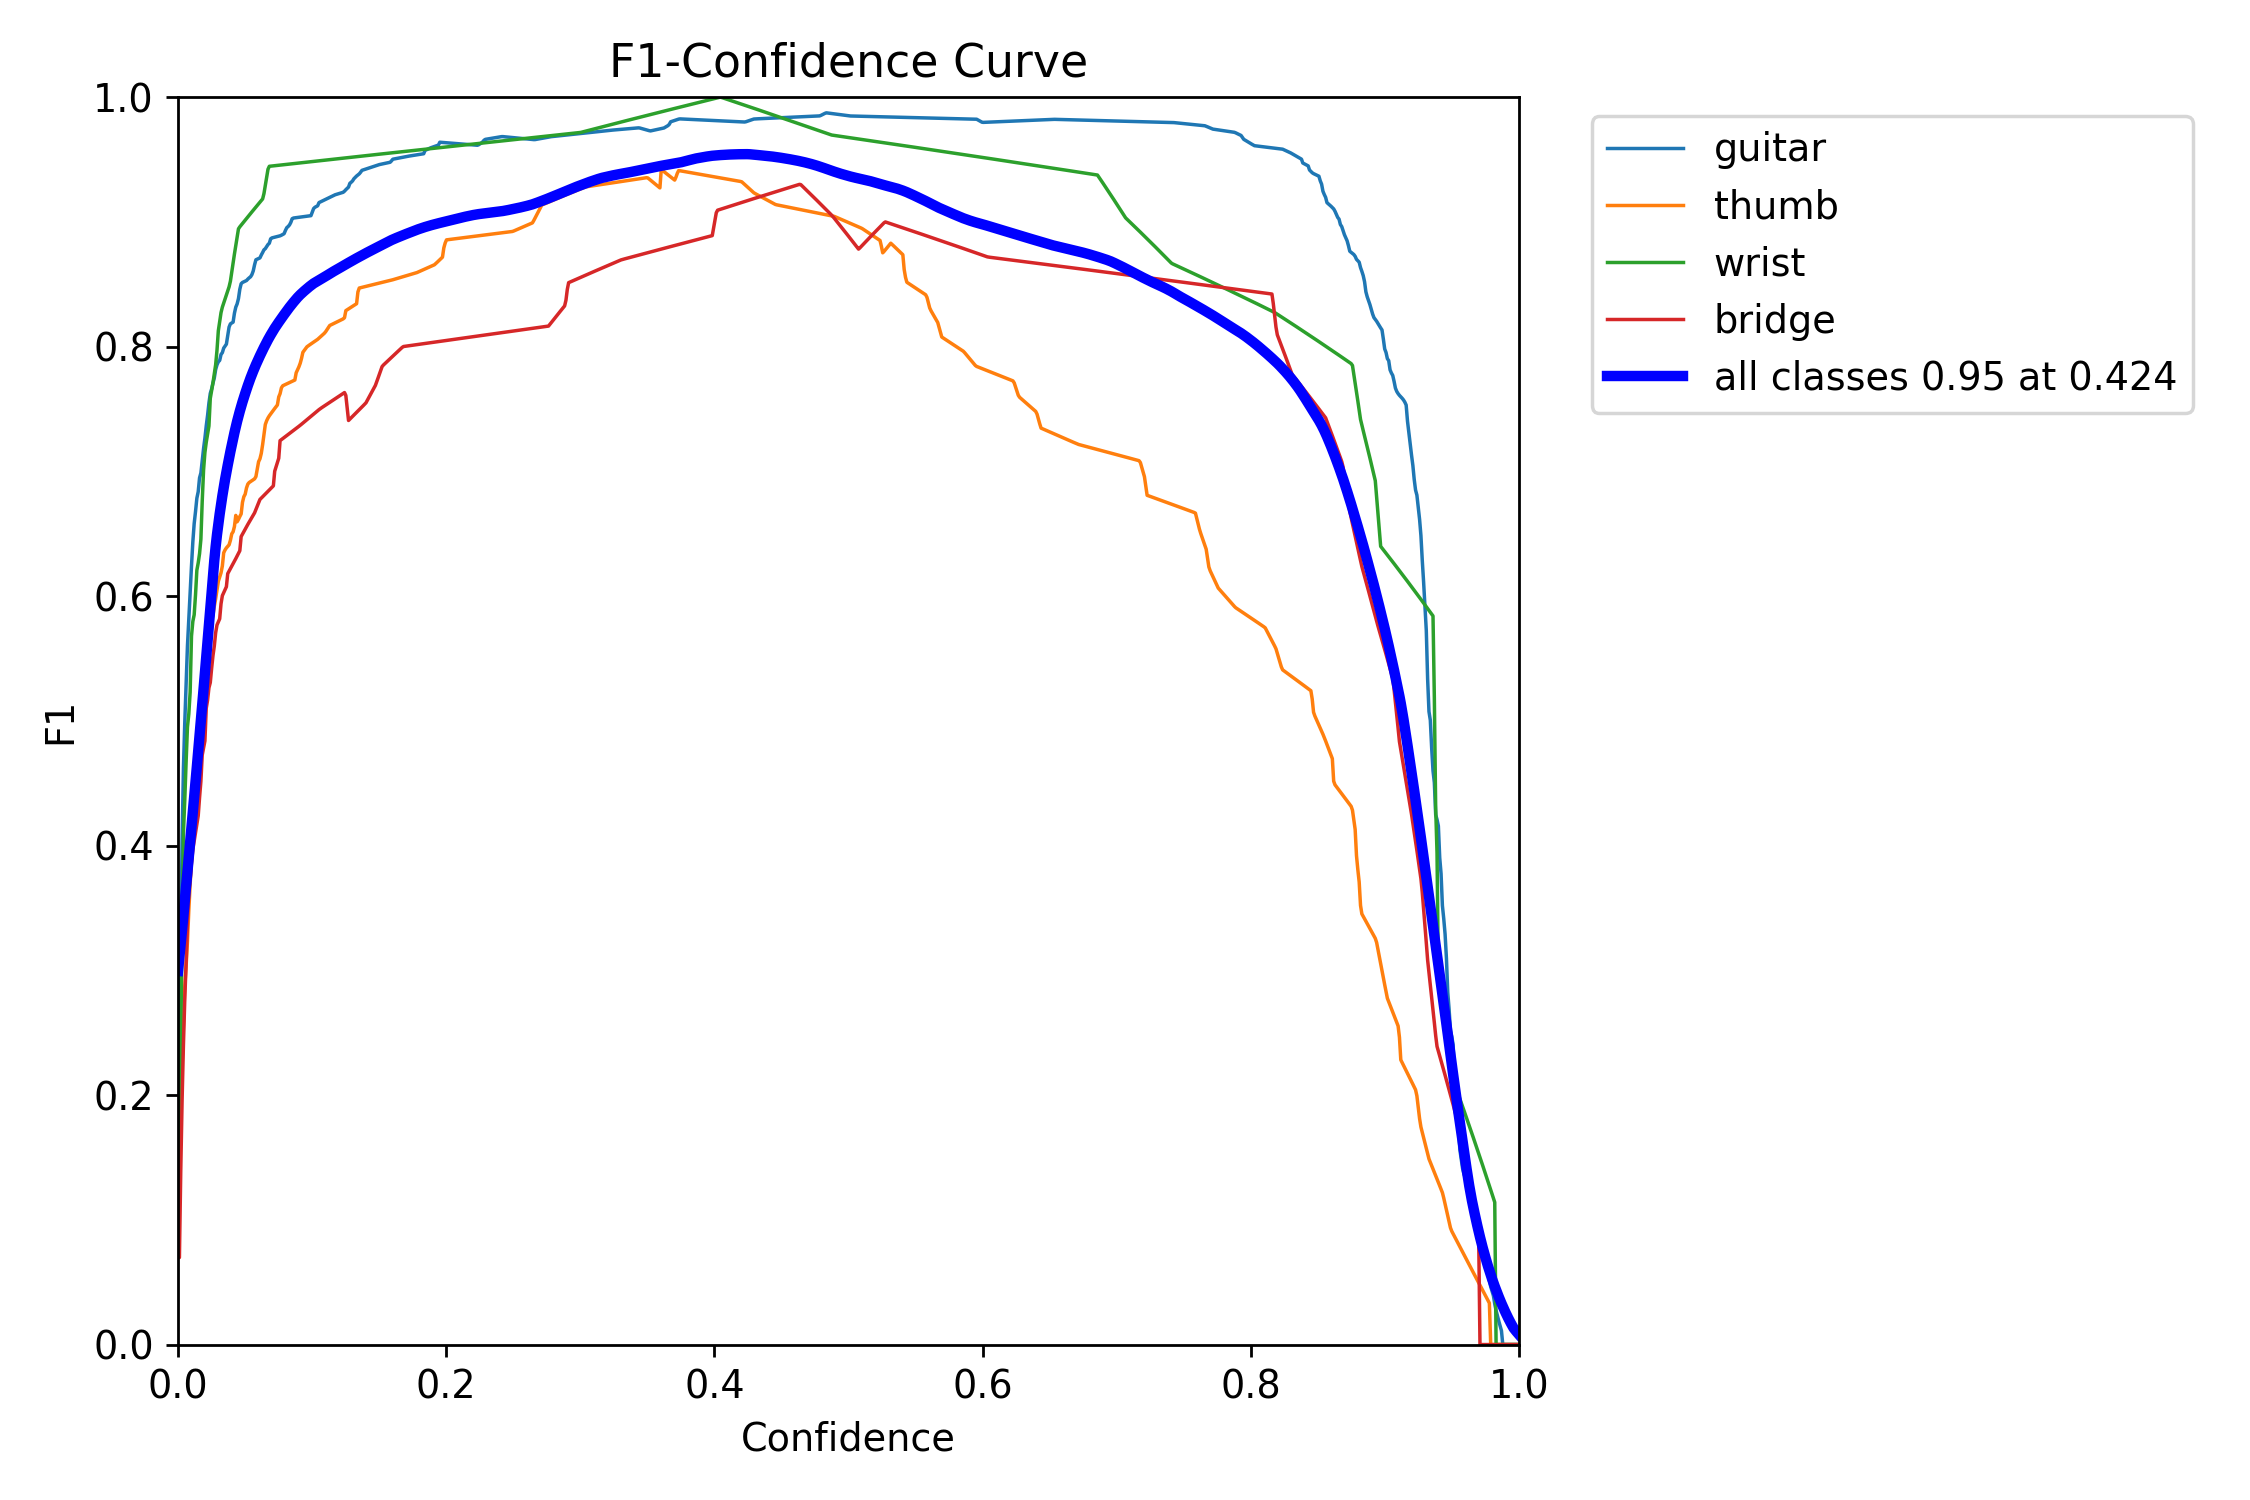 F1-Confidence Curve
1.0
0.8
0.6
0.4
0.2
0.0
F1
0.0 0.2 0.4 0.6 0.8 1.0
Confidence
guitar
thumb
wrist
bridge
all classes 0.95 at 0.424